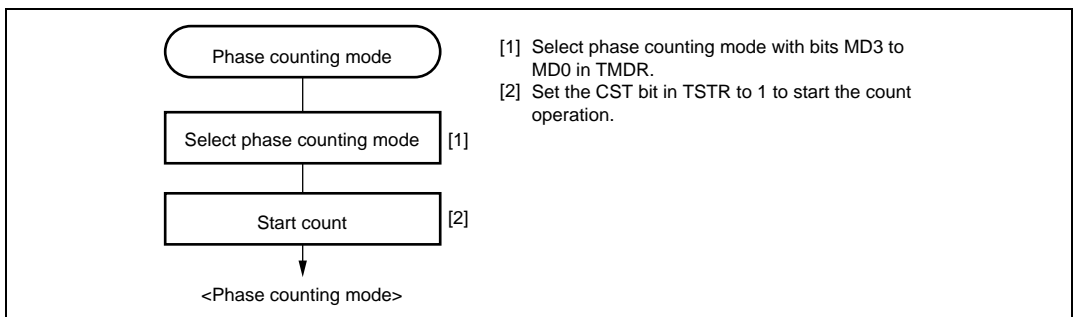 Phase counting mode
Select phase counting mode [1]
Start count [2]
<Phase counting mode>
[1] Select phase counting mode with bits MD3 to
MD0 in TMDR.
[2] Set the CST bit in TSTR to 1 to start the count
operation.